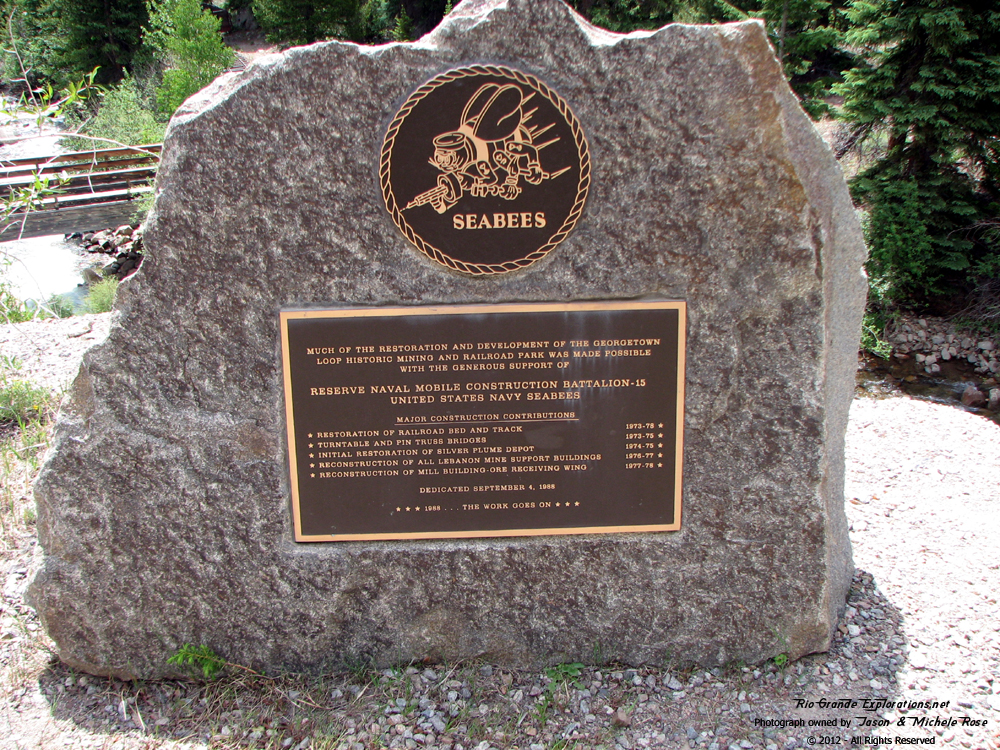 SEABEES
MUCH OF THE RESTORATION AND DEVELOPMENT OF THE GEORGETOWN
LOOP HISTORIC MINING AND RAILROAD PARK WAS MADE POSSIBLE
WITH THE GENEROUS SUPPORT OF
RESERVE NAVAL MOBILE CONSTRUCTION BATTALION-15
UNITED STATES NAVY SEABEES
MAJOR CONSTRUCTION CONTRIBUTIONS
★ RESTORATION OF RAILROAD BED AND TRACK 1973-78 ★
★ TURNTABLE AND PIN TRUSS BRIDGES 1973-75 ★
★ INITIAL RESTORATION OF SILVER PLUME DEPOT 1974-75 ★
★ RECONSTRUCTION OF ALL LEBANON MINE SUPPORT BUILDINGS 1976-77 ★
★ RECONSTRUCTION OF MILL BUILDING-ORE RECEIVING WING 1977-78 ★
DEDICATED SEPTEMBER 4, 1988
★ ★ ★ 1988 . . . THE WORK GOES ON ★ ★ ★
Rio Grande Explorations.net
Photograph owned by Jason & Michele Rose
© 2012 - All Rights Reserved